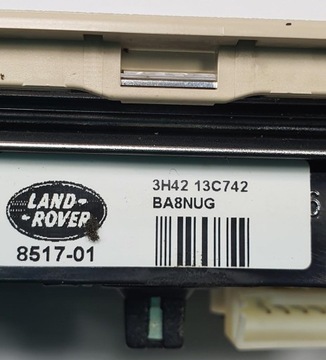 LAND-
-ROVER
8517-01
3H42 13C742
BA8NUG